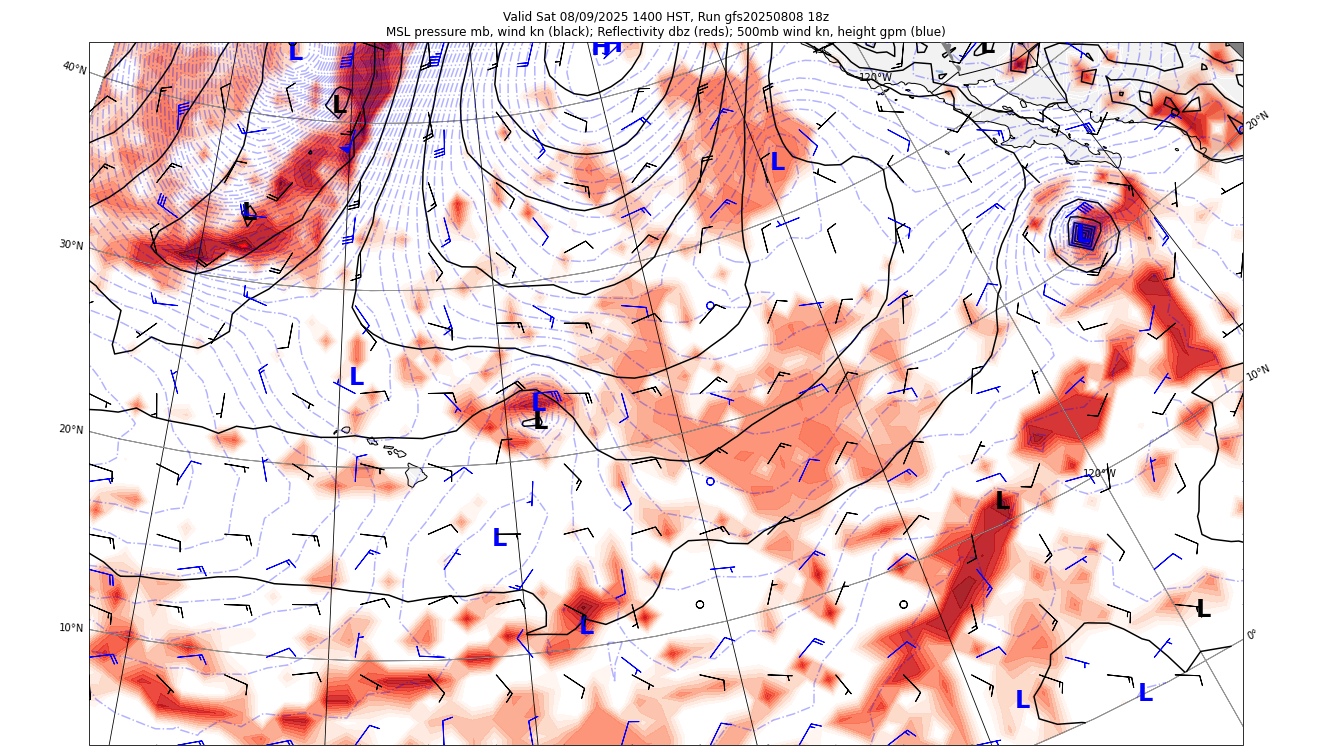 Valid Sat 08/09/2025 1400 HST, Run gfs20250808 18z
MSL pressure mb, wind kn (black); Reflectivity dbz (reds); 500mb wind kn, height gpm (blue)
L
H
H
L
40°N
120°W
L
20°N
L
L
30°N
L
L
10°N
L
20°N
L
120°W
L
L
10°N
L
L
0°
L
L